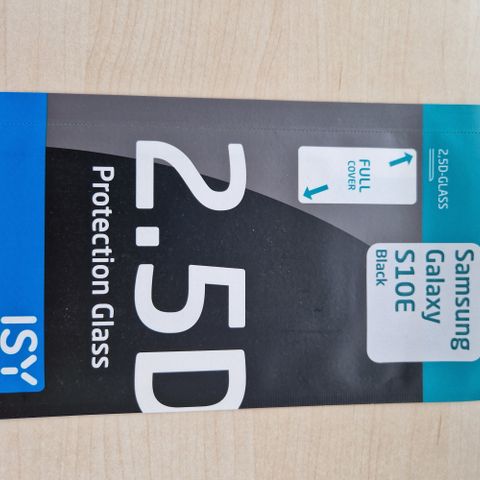 2,5D-GLASS
Samsung
Galaxy
S10E
Black
FULL
COVER
2.5D
Protection Glass
ISY